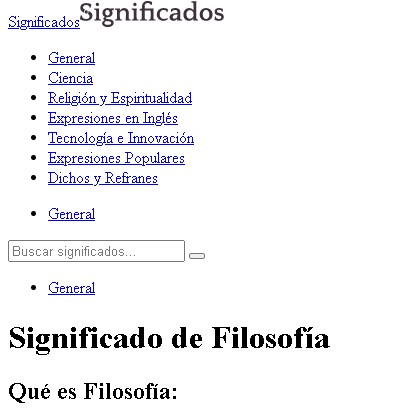 Significados Significados
General
Ciencia
Religión y Espiritualidad
Expresiones en Inglés
Tecnología e Innovación
Expresiones Populares
Dichos y Refranes
General
Buscar significados...
General
Significado de Filosofía
Qué es Filosofía: